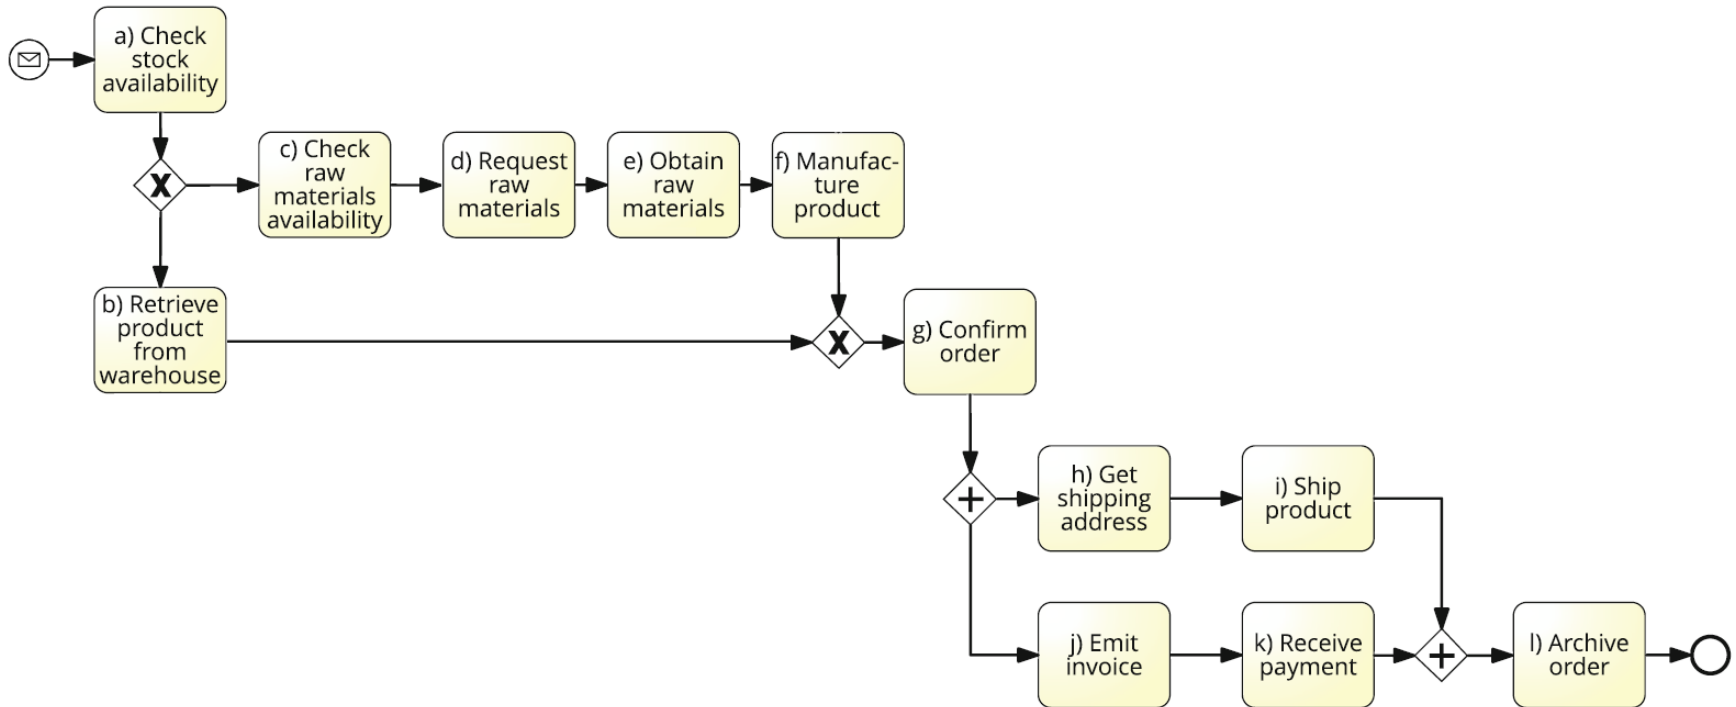 a) Check
stock
availability
c) Check
raw
materials
availability
d) Request
raw
materials
e) Obtain
raw
materials
f) Manufac-
ture
product
X
b) Retrieve
product
from
warehouse
X
g) Confirm
order
h) Get
shipping
address
i) Ship
product
+
j) Emit
invoice
k) Receive
payment
+
l) Archive
order